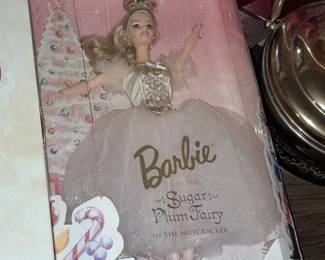 Barbie
AS THE
Sugar
Plum Fairy
IN THE NUTCRACKER